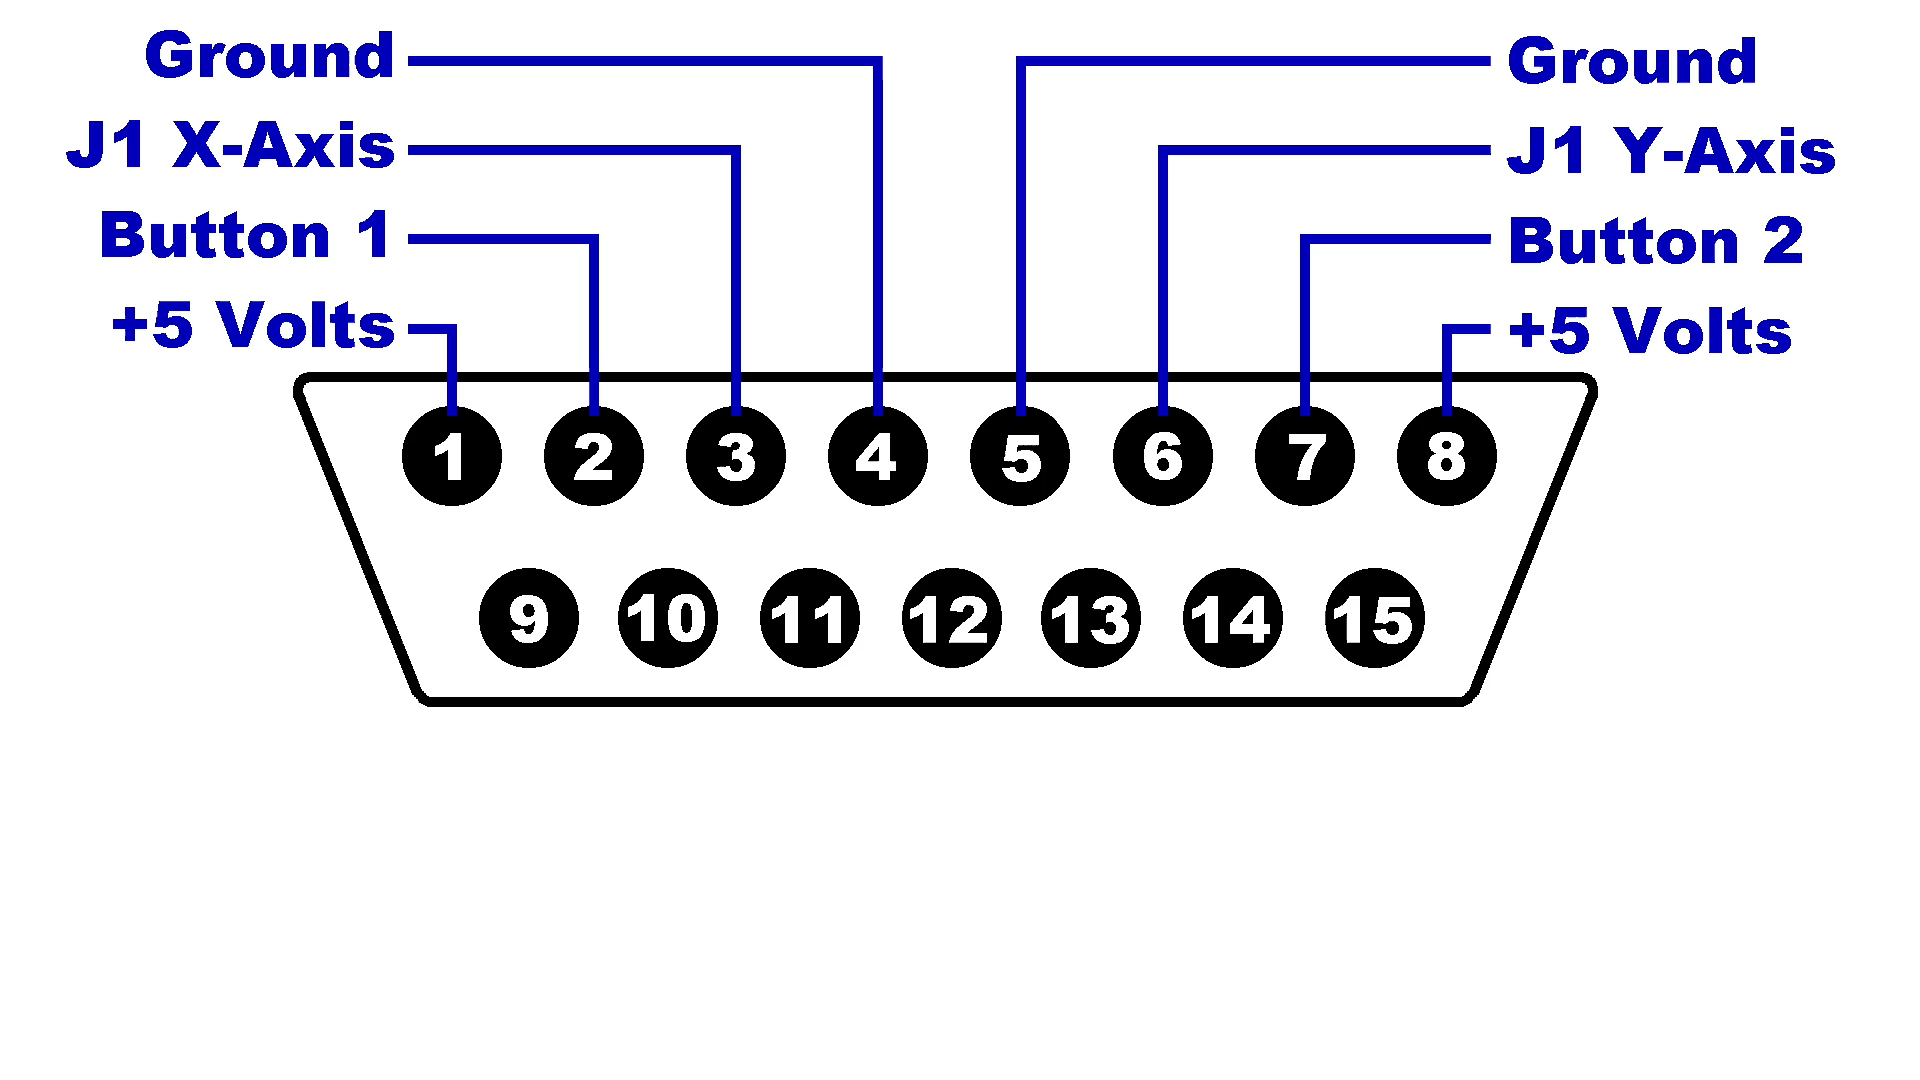 Ground
J1 X-Axis
Button 1
+5 Volts
Ground
J1 Y-Axis
Button 2
+5 Volts
1 2 3 4 5 6 7 8
9 10 11 12 13 14 15